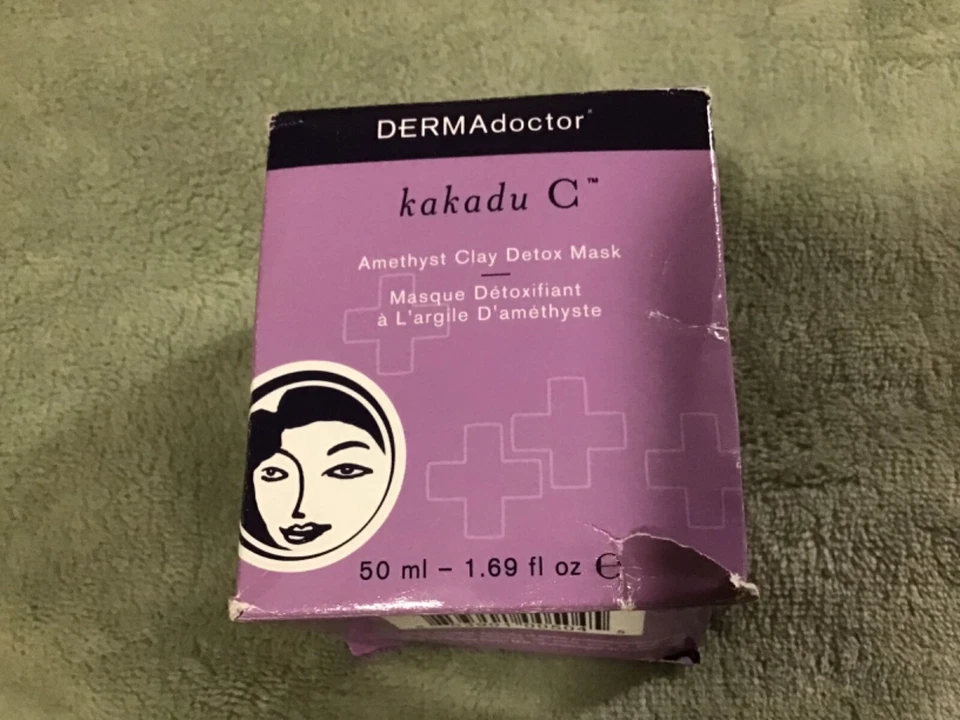 DERMAdoctor
kakadu C™
Amethyst Clay Detox Mask
Masque Détoxifiant
à L'argile D'améthyste
50 ml – 1.69 fl oz ℮